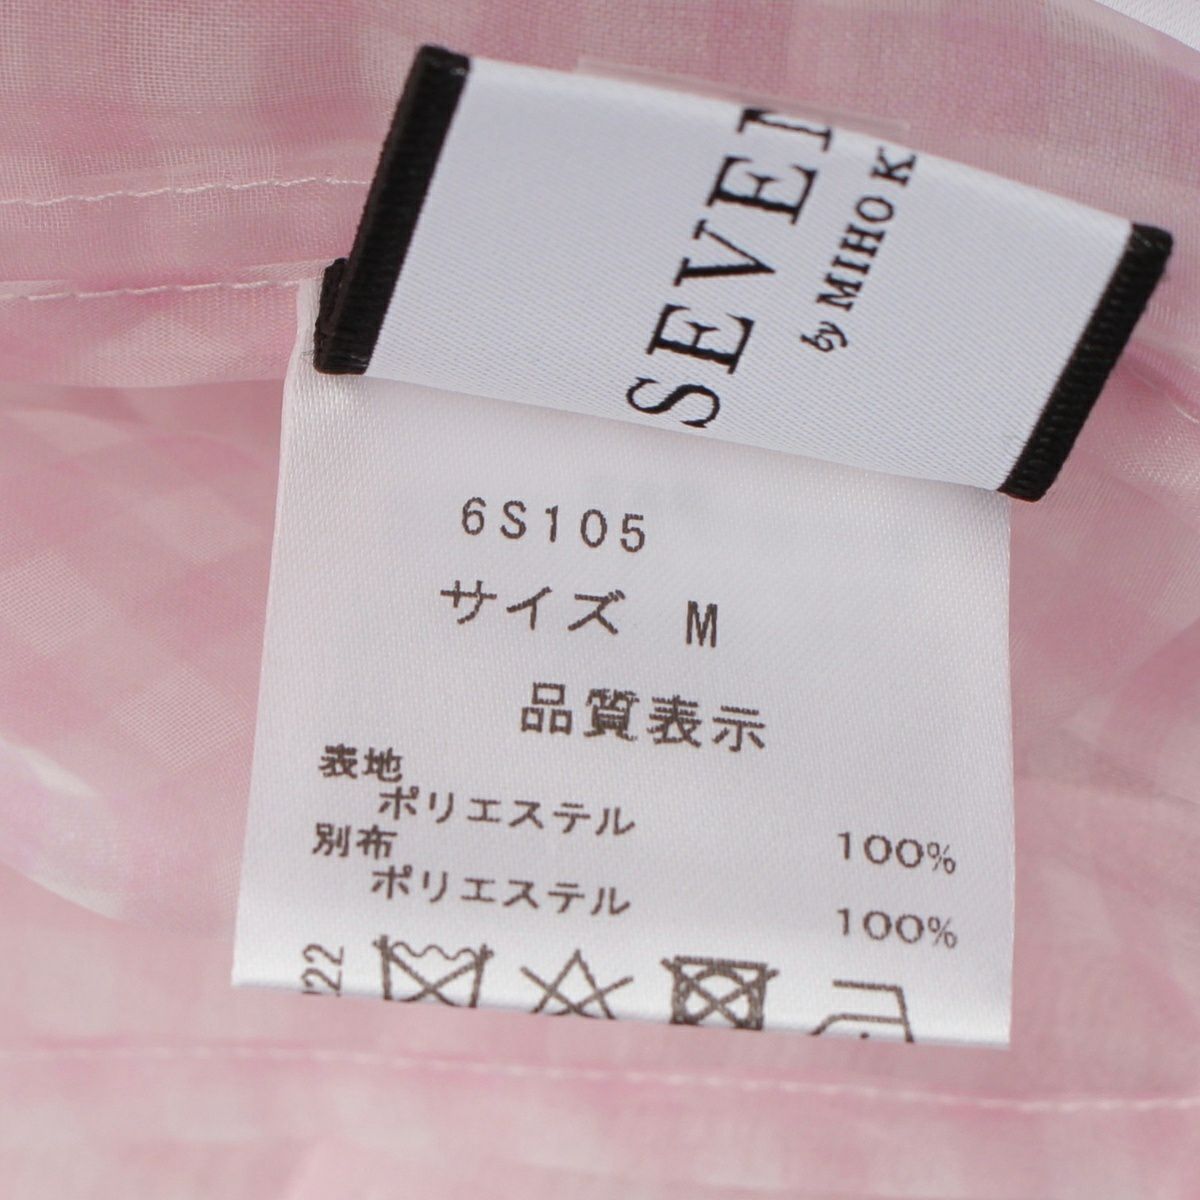 SEVEN
by MIHO K
6S105
サイズ M
品質表示
表地
ポリエステル 100%
別布
ポリエステル 100%